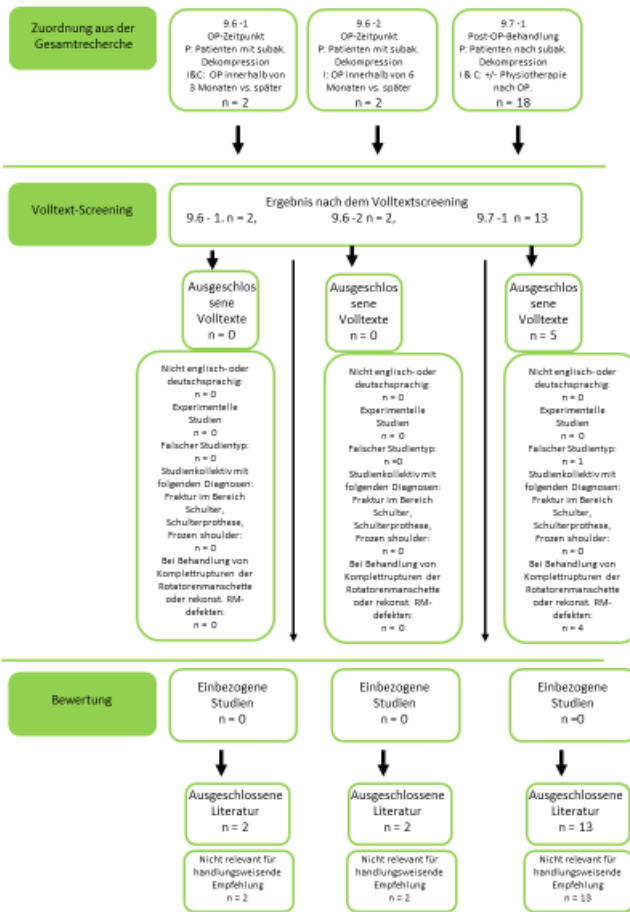 Zuordnung aus der
Gesamtrecherche
9.6 -1
OP-Zeitpunkt
P: Patienten mit subak.
Dekompression
I&C: OP innerhalb von
3 Monaten vs. später
n = 2
9.6 -2
OP-Zeitpunkt
P: Patienten mit subak.
Dekompression
I: OP innerhalb von 6
Monaten vs. später
n = 2
9.7 -1
Post-OP-Behandlung
P: Patienten nach subak.
Dekompression
I & C: +/- Physiotherapie
nach OP.
n = 18
Volltext-Screening
Ergebnis nach dem Volltextscreening
9.6 - 1. n = 2, 9.6 -2 n = 2, 9.7 -1 n = 13
Ausgeschlos
sene
Volltexte
n = 0
Ausgeschlos
sene
Volltexte
n = 0
Ausgeschlos
sene
Volltexte
n = 5
Nicht englisch- oder
deutschsprachig:
n = 0
Experimentelle
Studien
n = 0
Falscher Studientyp:
n = 0
Studienkollektiv mit
folgenden Diagnosen:
Fraktur im Bereich
Schulter,
Schulterprothese,
Frozen shoulder:
n = 0
Bei Behandlung von
Komplettrupturen der
Rotatorenmanschette
oder rekonst. RM-
defekten:
n = 0
Nicht englisch- oder
deutschsprachig:
n = 0
Experimentelle
Studien
n = 0
Falscher Studientyp:
n =0
Studienkollektiv mit
folgenden Diagnosen:
Fraktur im Bereich
Schulter,
Schulterprothese,
Frozen shoulder:
n = 0
Bei Behandlung von
Komplettrupturen der
Rotatorenmanschette
oder rekonst. RM-
defekten:
n = 0
Nicht englisch- oder
deutschsprachig:
n = 0
Experimentelle
Studien
n = 0
Falscher Studientyp:
n = 1
Studienkollektiv mit
folgenden Diagnosen:
Fraktur im Bereich
Schulter,
Schulterprothese,
Frozen shoulder:
n = 0
Bei Behandlung von
Komplettrupturen der
Rotatorenmanschette
oder rekonst. RM-
defekten:
n = 4
Bewertung
Einbezogene
Studien
n = 0
Einbezogene
Studien
n = 0
Einbezogene
Studien
n =0
Ausgeschlossene
Literatur
n = 2
Ausgeschlossene
Literatur
n = 2
Ausgeschlossene
Literatur
n = 13
Nicht relevant für
handlungsweisende
Empfehlung
n = 2
Nicht relevant für
handlungsweisende
Empfehlung
n = 2
Nicht relevant für
handlungsweisende
Empfehlung
n = 13